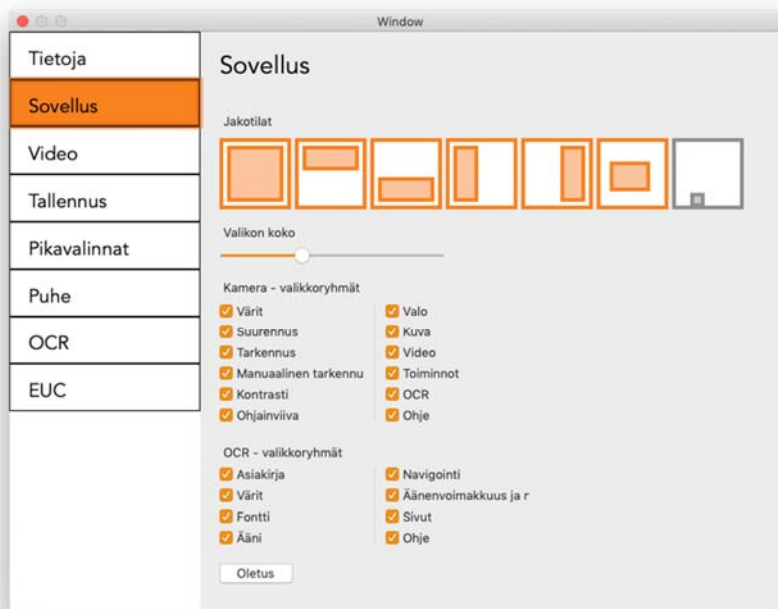 Window
Tietoja
Sovellus
Video
Tallennus
Pikavalinnat
Puhe
OCR
EUC
Sovellus
Jakotilat
Valikon koko
Kamera - valikkoryhmät
Värit
Suurennus
Tarkennus
Manuaalinen tarkennu
Kontrasti
Ohjainviiva
Valo
Kuva
Video
Toiminnot
OCR
Ohje
OCR - valikkoryhmät
Asiakirja
Värit
Fontti
Ääni
Navigointi
Äänenvoimakkuus ja r
Sivut
Ohje
Oletus